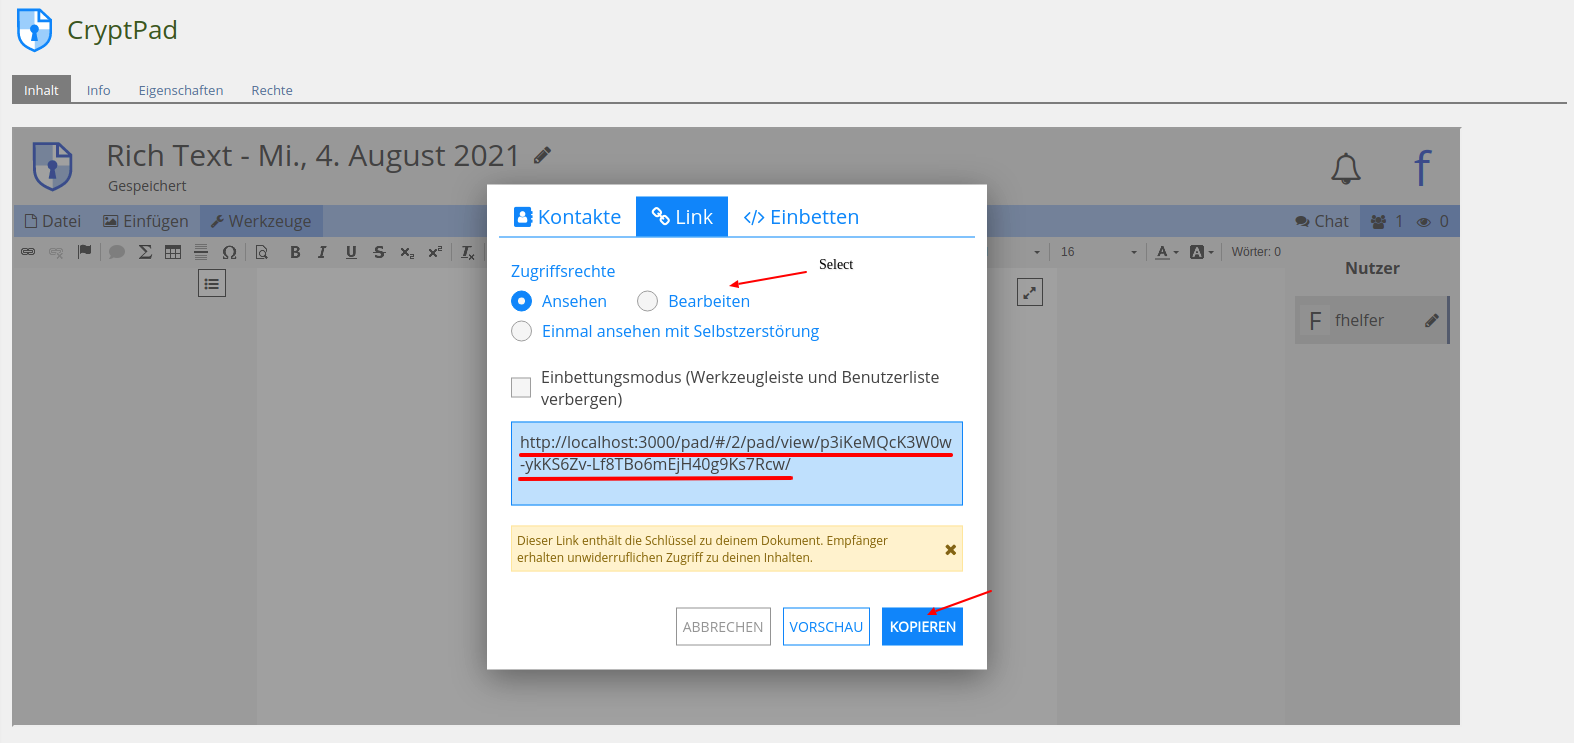 CryptPad
Inhalt Info Eigenschaften Rechte
Rich Text - Mi., 4. August 2021
Gespeichert
f
Datei Einfügen Werkzeuge
Chat 1 0
B I U S x₂ x² Tx
16
A A
Wörter: 0
Nutzer
F fhelfer
Kontakte Link Einbetten
Zugriffsrechte
Select
Ansehen Bearbeiten
Einmal ansehen mit Selbstzerstörung
Einbettungsmodus (Werkzeugleiste und Benutzerliste
verbergen)
http://localhost:3000/pad/#/2/pad/view/p3iKeMQcK3W0w
-ykKS6Zv-Lf8TBo6mEjH40g9Ks7Rcw/
Dieser Link enthält die Schlüssel zu deinem Dokument. Empfänger
erhalten unwiderruflichen Zugriff zu deinen Inhalten.
ABBRECHEN VORSCHAU KOPIEREN